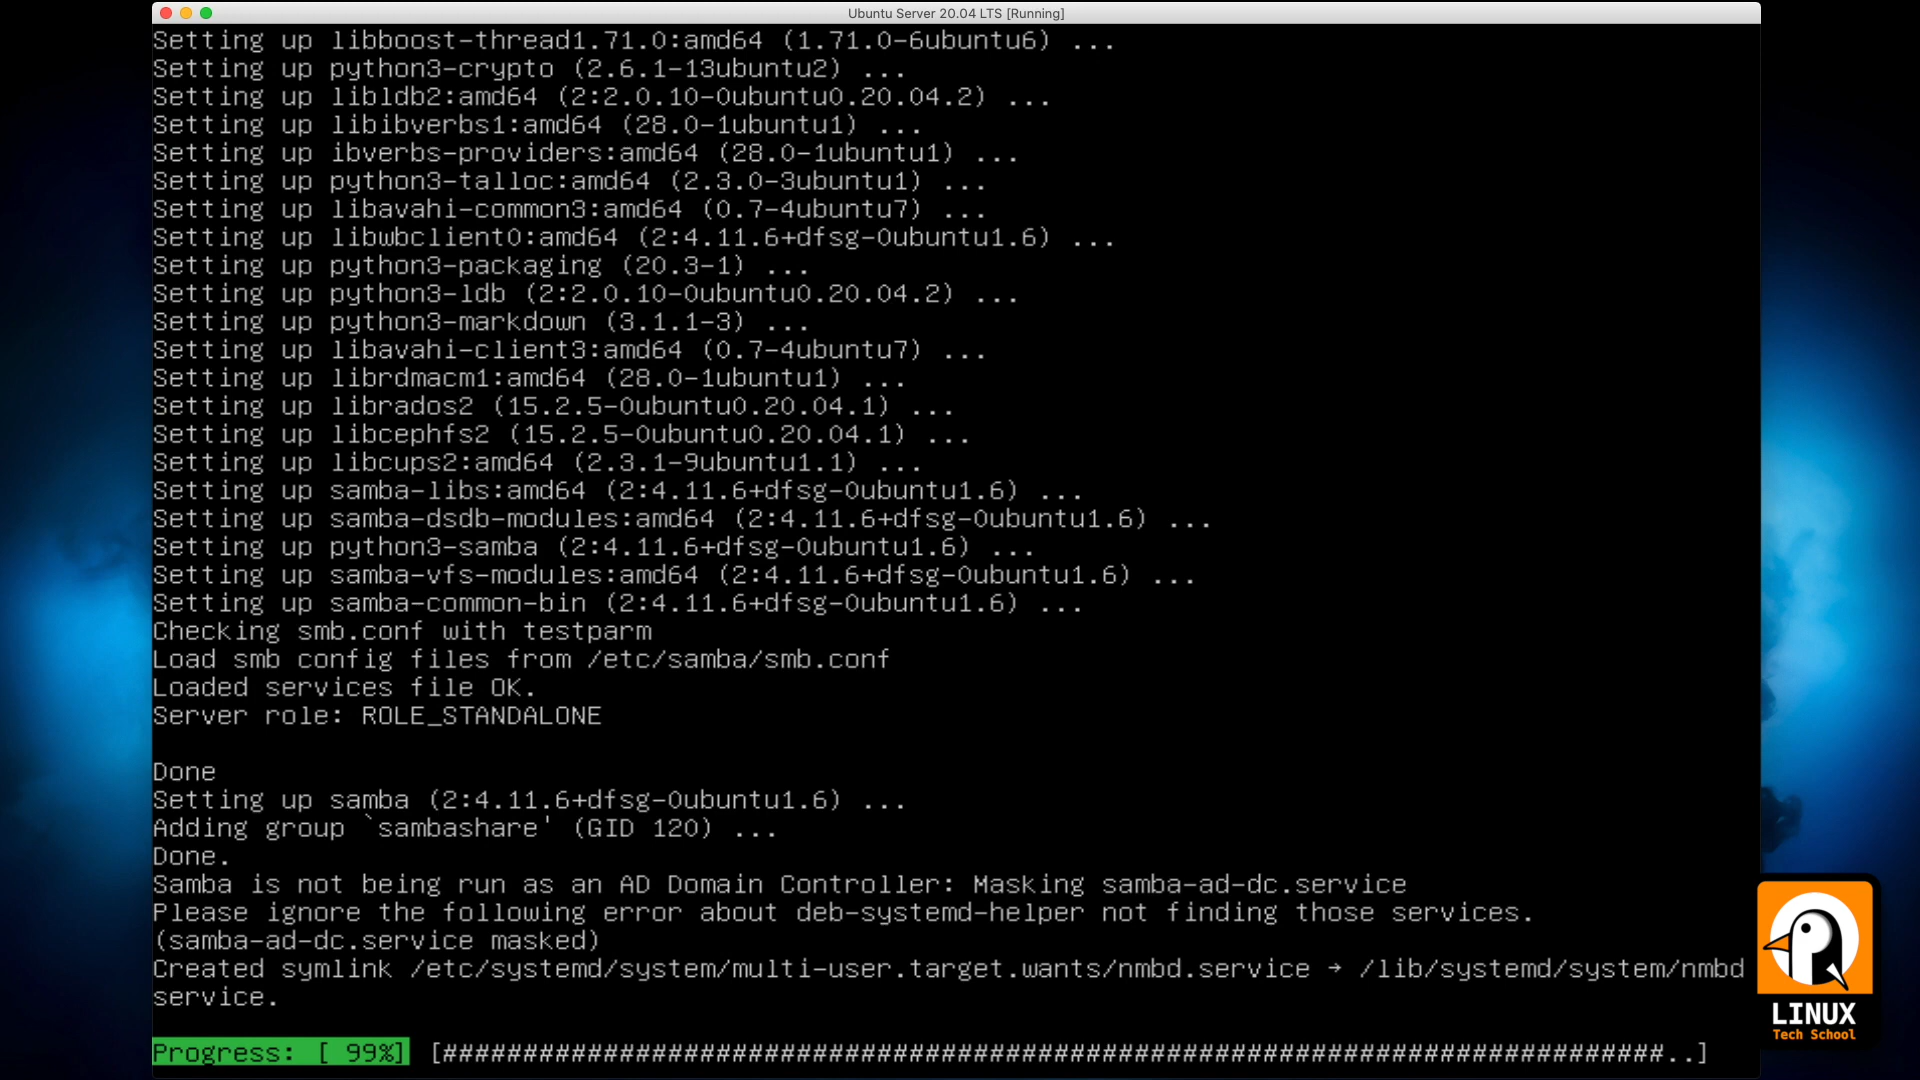 Ubuntu Server 20.04 LTS [Running]
Setting up libboost-thread1.71.0:amd64 (1.71.0-6ubuntu6) ...
Setting up python3-crypto (2.6.1-13ubuntu2) ...
Setting up libldb2:amd64 (2:2.0.10-0ubuntu0.20.04.2) ...
Setting up libibverbs1:amd64 (28.0-1ubuntu1) ...
Setting up ibverbs-providers:amd64 (28.0-1ubuntu1) ...
Setting up python3-talloc:amd64 (2.3.0-3ubuntu1) ...
Setting up libavahi-common3:amd64 (0.7-4ubuntu7) ...
Setting up libwbclient0:amd64 (2:4.11.6+dfsg-0ubuntu1.6) ...
Setting up python3-packaging (20.3-1) ...
Setting up python3-ldb (2:2.0.10-0ubuntu0.20.04.2) ...
Setting up python3-markdown (3.1.1-3) ...
Setting up libavahi-client3:amd64 (0.7-4ubuntu7) ...
Setting up librdmacm1:amd64 (28.0-1ubuntu1) ...
Setting up librados2 (15.2.5-0ubuntu0.20.04.1) ...
Setting up libcephfs2 (15.2.5-0ubuntu0.20.04.1) ...
Setting up libcups2:amd64 (2.3.1-9ubuntu1.1) ...
Setting up samba-libs:amd64 (2:4.11.6+dfsg-0ubuntu1.6) ...
Setting up samba-dsdb-modules:amd64 (2:4.11.6+dfsg-0ubuntu1.6) ...
Setting up python3-samba (2:4.11.6+dfsg-0ubuntu1.6) ...
Setting up samba-vfs-modules:amd64 (2:4.11.6+dfsg-0ubuntu1.6) ...
Setting up samba-common-bin (2:4.11.6+dfsg-0ubuntu1.6) ...
Checking smb.conf with testparm
Load smb config files from /etc/samba/smb.conf
Loaded services file OK.
Server role: ROLE_STANDALONE
Done
Setting up samba (2:4.11.6+dfsg-0ubuntu1.6) ...
Adding group `sambashare' (GID 120) ...
Done.
Samba is not being run as an AD Domain Controller: Masking samba-ad-dc.service
Please ignore the following error about deb-systemd-helper not finding those services.
(samba-ad-dc.service masked)
Created symlink /etc/systemd/system/multi-user.target.wants/nmbd.service → /lib/systemd/system/nmbd
service.
Progress: [ 99%] [############################################################################..]
LINUX
Tech School